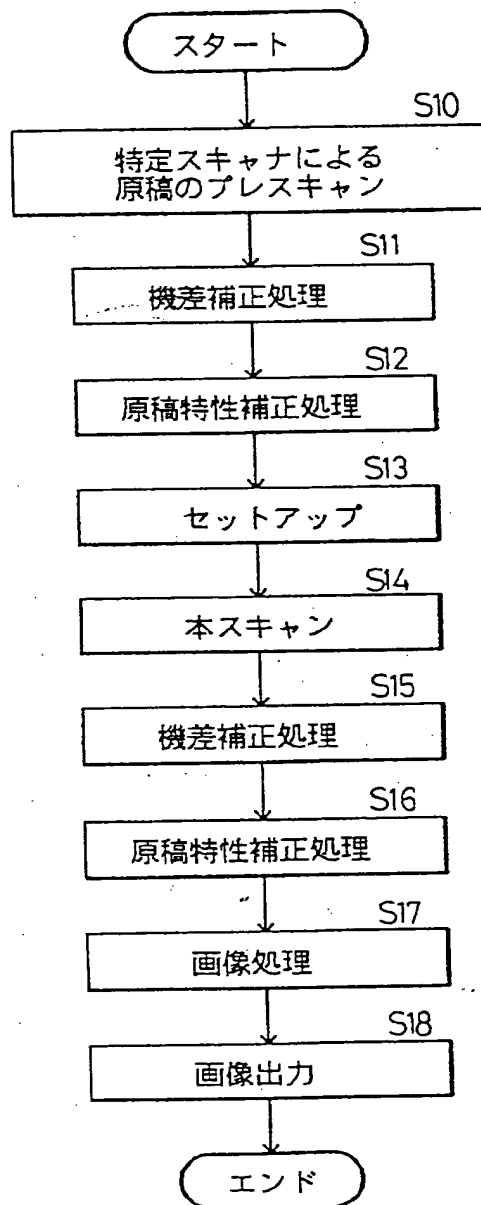 スタート
S10
特定スキャナによる
原稿のプレスキャン
S11
機差補正処理
S12
原稿特性補正処理
S13
セットアップ
S14
本スキャン
S15
機差補正処理
S16
原稿特性補正処理
S17
画像処理
S18
画像出力
エンド